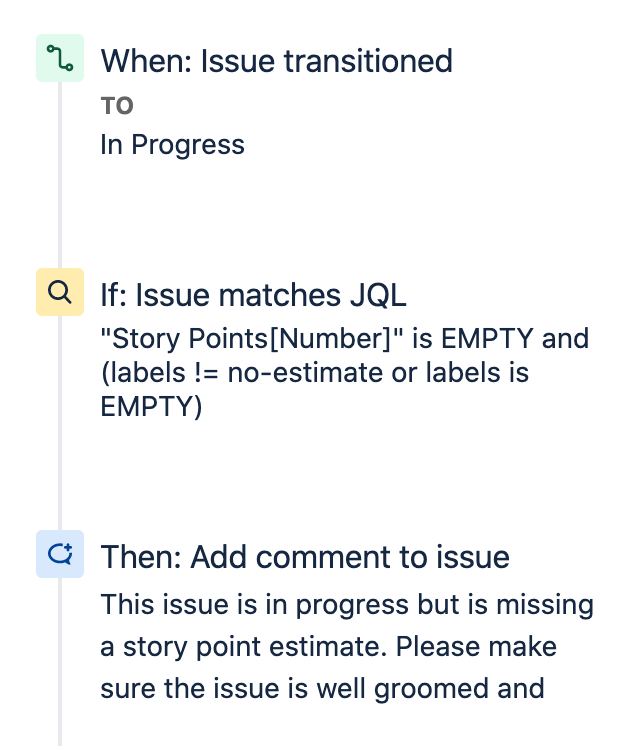 When: Issue transitioned
TO
In Progress
If: Issue matches JQL
"Story Points[Number]" is EMPTY and
(labels != no-estimate or labels is
EMPTY)
Then: Add comment to issue
This issue is in progress but is missing
a story point estimate. Please make
sure the issue is well groomed and